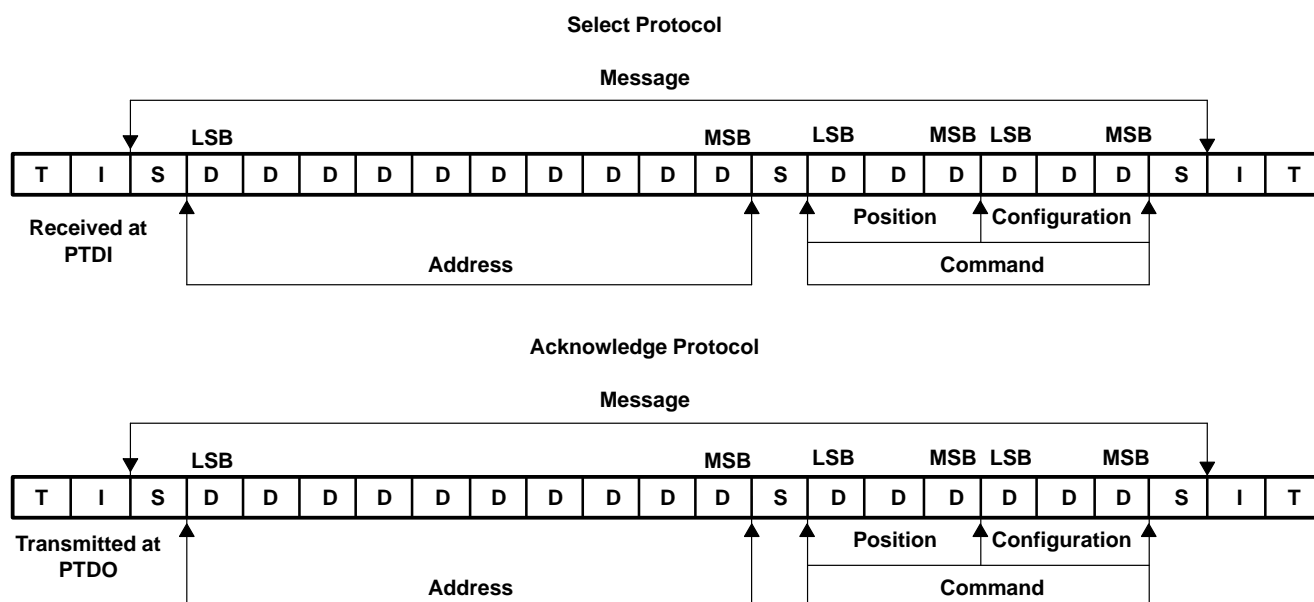 Select Protocol
Message
LSB MSB LSB MSB LSB MSB
T I S D D D D D D D D D D S D D D D D D S I T
Received at
PTDI
Position Configuration
Address Command
Acknowledge Protocol
Message
LSB MSB LSB MSB LSB MSB
T I S D D D D D D D D D D S D D D D D D S I T
Transmitted at
PTDO
Position Configuration
Address Command